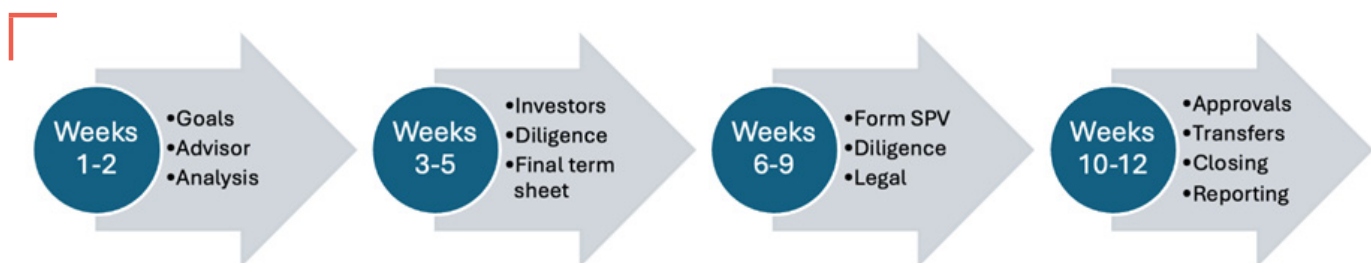 Weeks
1-2
•Goals
•Advisor
•Analysis
Weeks
3-5
•Investors
•Diligence
•Final term
sheet
Weeks
6-9
•Form SPV
•Diligence
•Legal
Weeks
10-12
•Approvals
•Transfers
•Closing
•Reporting